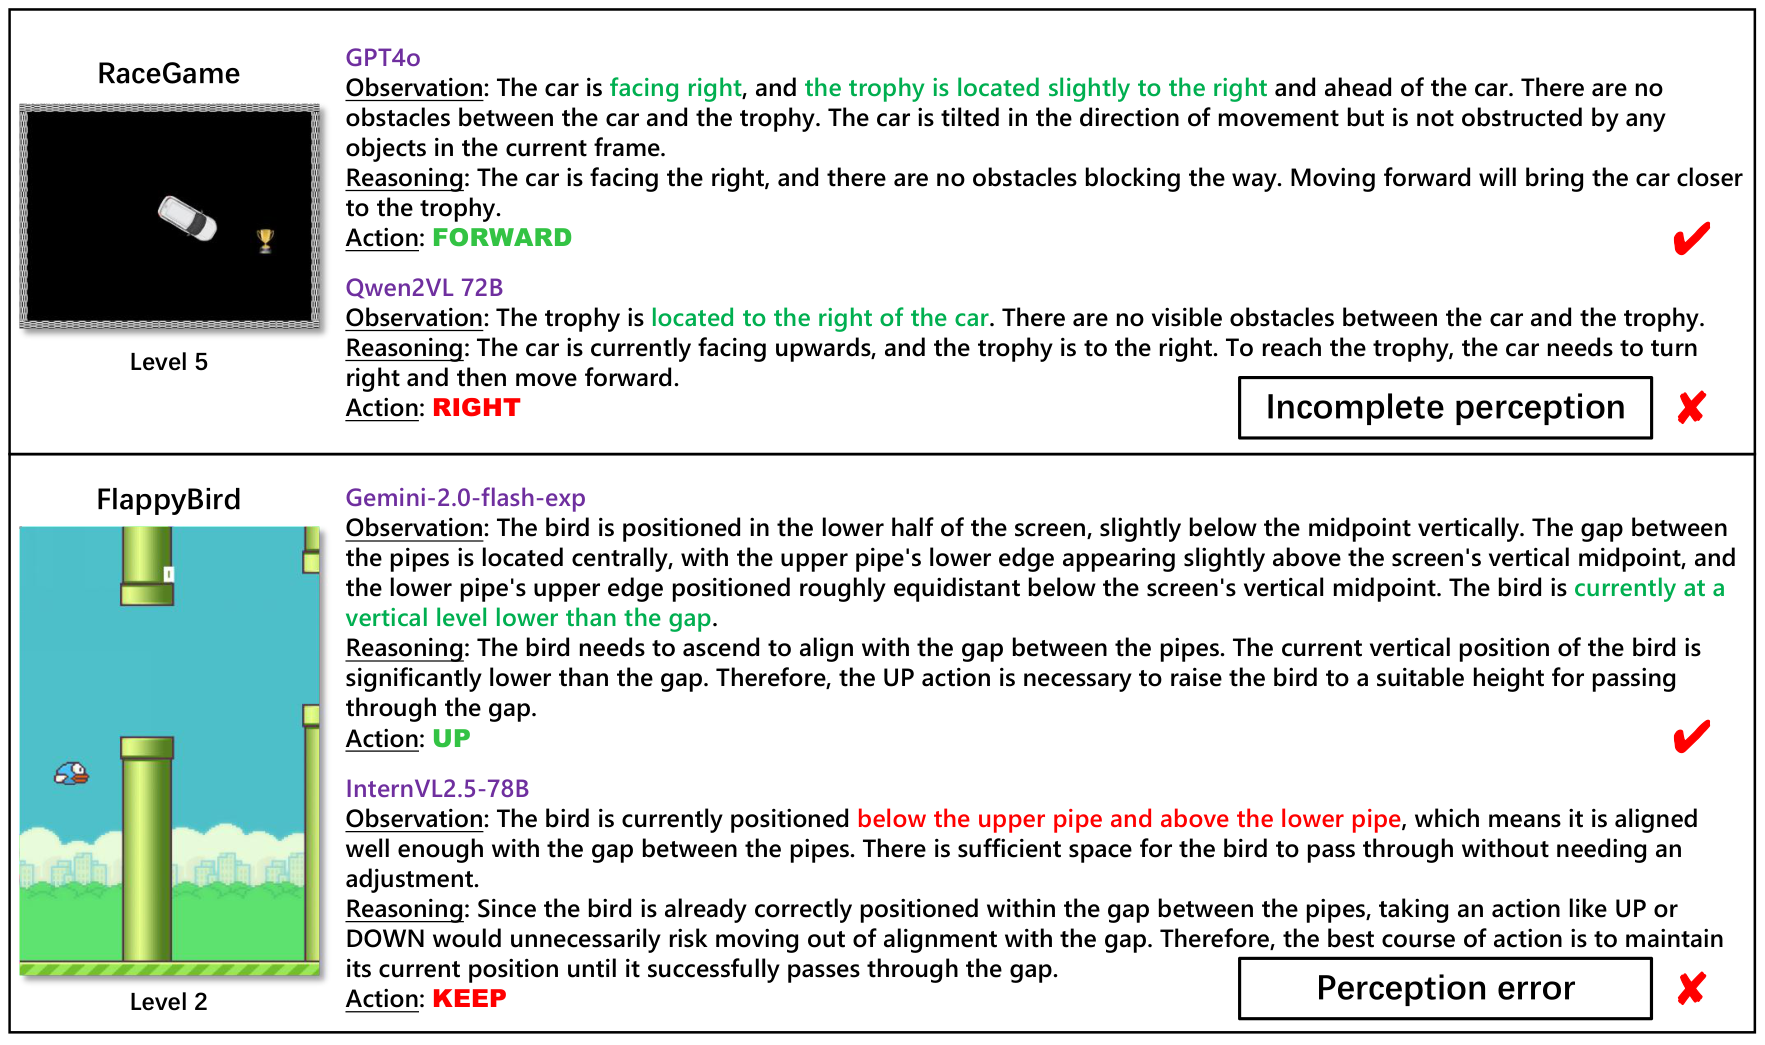 RaceGame
Level 5
GPT4o
Observation: The car is facing right, and the trophy is located slightly to the right and ahead of the car. There are no
obstacles between the car and the trophy. The car is tilted in the direction of movement but is not obstructed by any
objects in the current frame.
Reasoning: The car is facing the right, and there are no obstacles blocking the way. Moving forward will bring the car closer
to the trophy.
Action: FORWARD
Qwen2VL 72B
Observation: The trophy is located to the right of the car. There are no visible obstacles between the car and the trophy.
Reasoning: The car is currently facing upwards, and the trophy is to the right. To reach the trophy, the car needs to turn
right and then move forward.
Action: RIGHT
Incomplete perception
FlappyBird
Level 2
Gemini-2.0-flash-exp
Observation: The bird is positioned in the lower half of the screen, slightly below the midpoint vertically. The gap between
the pipes is located centrally, with the upper pipe's lower edge appearing slightly above the screen's vertical midpoint, and
the lower pipe's upper edge positioned roughly equidistant below the screen's vertical midpoint. The bird is currently at a
vertical level lower than the gap.
Reasoning: The bird needs to ascend to align with the gap between the pipes. The current vertical position of the bird is
significantly lower than the gap. Therefore, the UP action is necessary to raise the bird to a suitable height for passing
through the gap.
Action: UP
InternVL2.5-78B
Observation: The bird is currently positioned below the upper pipe and above the lower pipe, which means it is aligned
well enough with the gap between the pipes. There is sufficient space for the bird to pass through without needing an
adjustment.
Reasoning: Since the bird is already correctly positioned within the gap between the pipes, taking an action like UP or
DOWN would unnecessarily risk moving out of alignment with the gap. Therefore, the best course of action is to maintain
its current position until it successfully passes through the gap.
Action: KEEP
Perception error